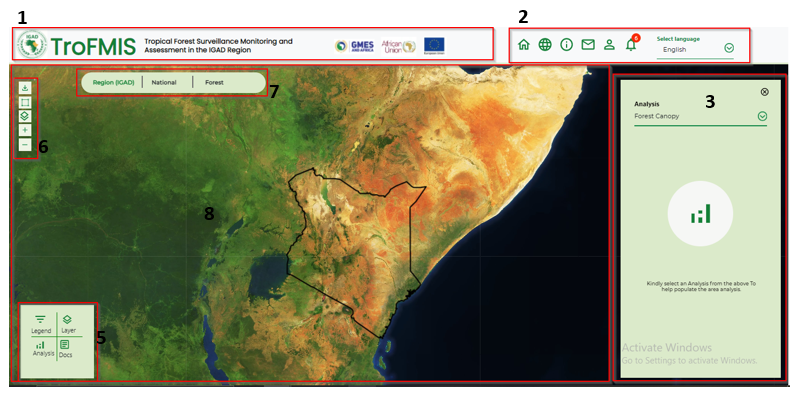 1
2
IGAD
TroFMIS
Tropical Forest Surveillance Monitoring and
Assessment in the IGAD Region
GMES
AND AFRICA
African
Union
6
Select language
English
Region (IGAD) National Forest
7
6
3
Analysis
Forest Canopy
8
Kindly select an Analysis from the above To
help populate the area analysis
5
Legend Layer
Analysis Docs
Activate Windows
Go to Settings to activate Windows.